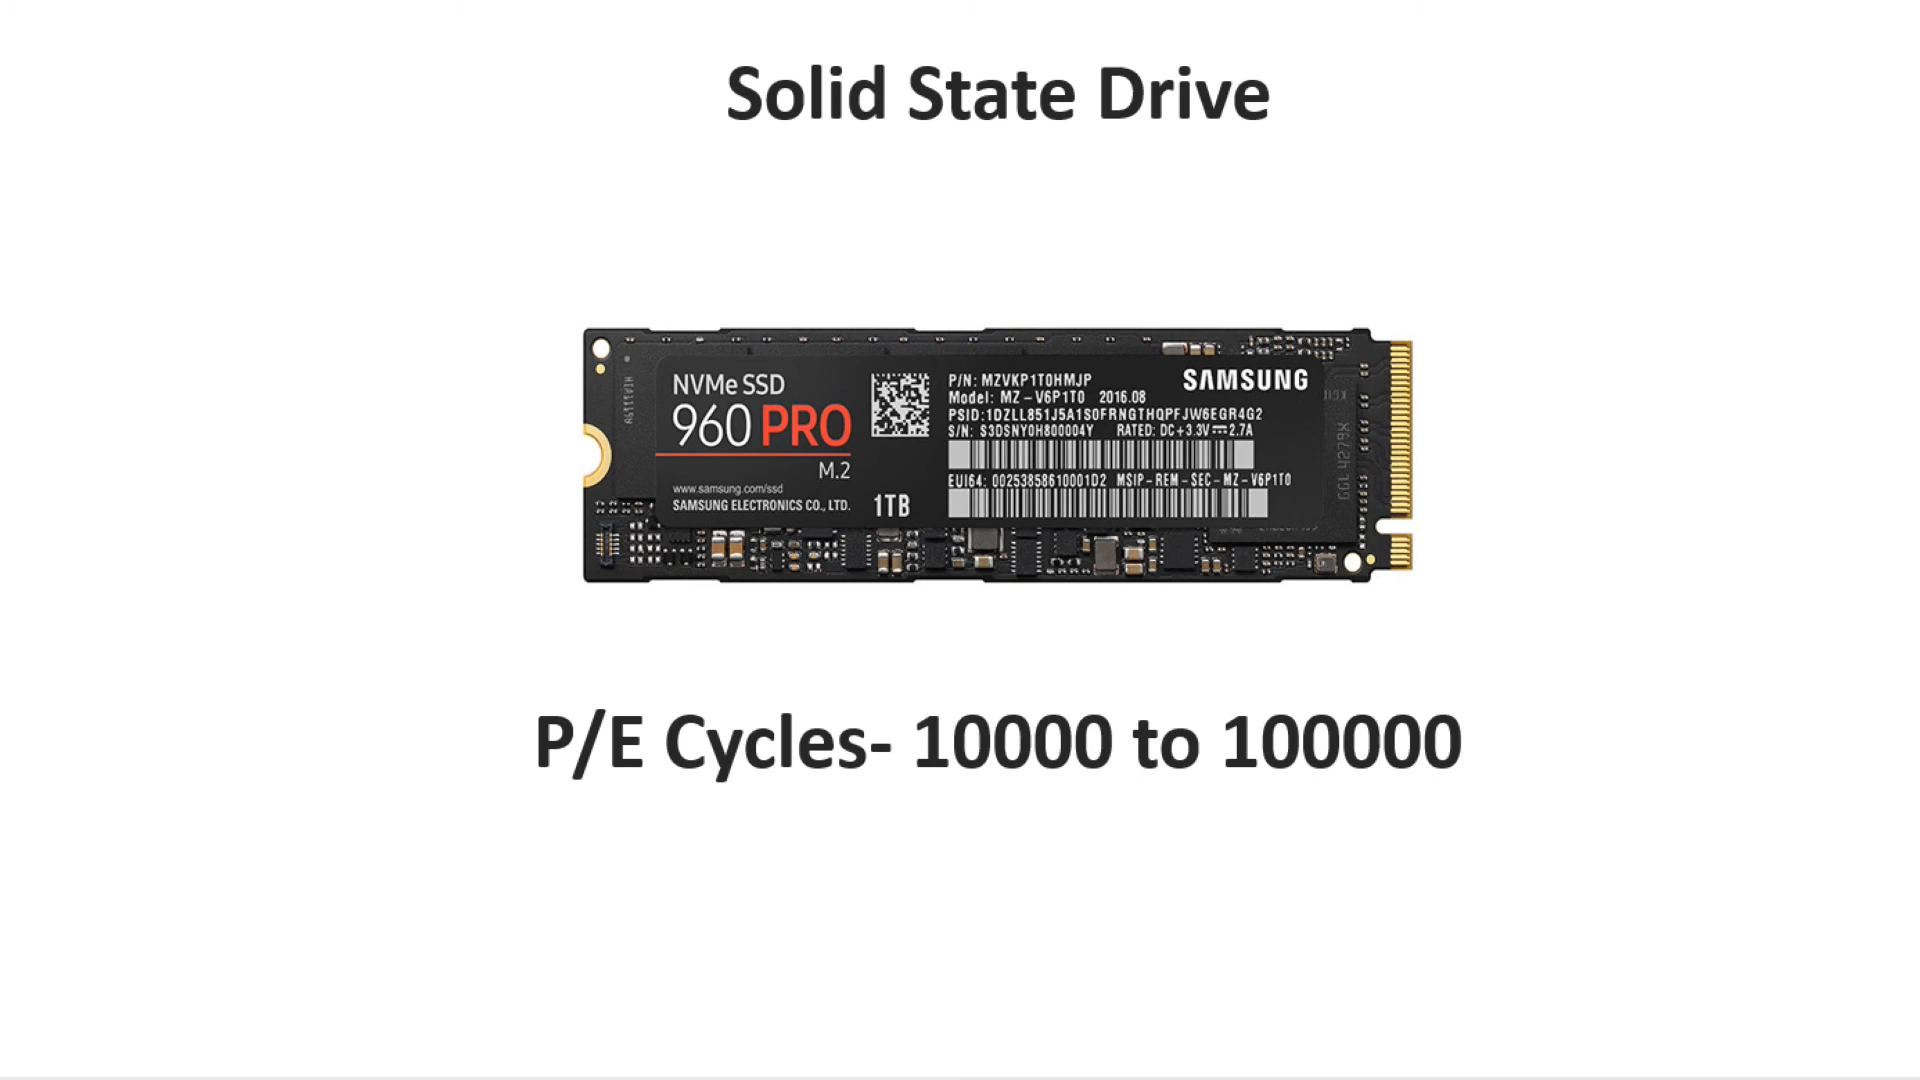 Solid State Drive
NVMe SSD
960 PRO
M.2
www.samsung.com/ssd
SAMSUNG ELECTRONICS CO., LTD.
1TB
SAMSUNG
P/N: MZVKP1T0HMJP
Model: MZ-V6P1T0 2016.08
PSID:1DZLL851J5A1S0FRNGTHQPFJW6EGR4G2
S/N: S3DSNY0H800004Y RATED: DC+3.3V⎓2.7A
EUI64: 00253858610001D2 MSIP-REM-SEC-MZ-V6P1T0
P/E Cycles- 10000 to 100000